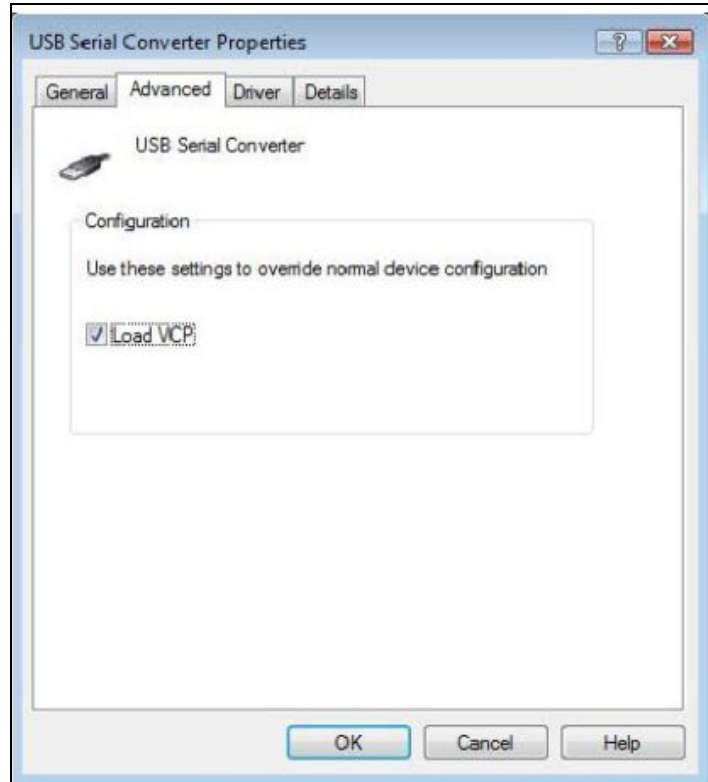 USB Serial Converter Properties
General Advanced Driver Details
USB Serial Converter
Configuration
Use these settings to override normal device configuration
Load VCP
OK Cancel Help